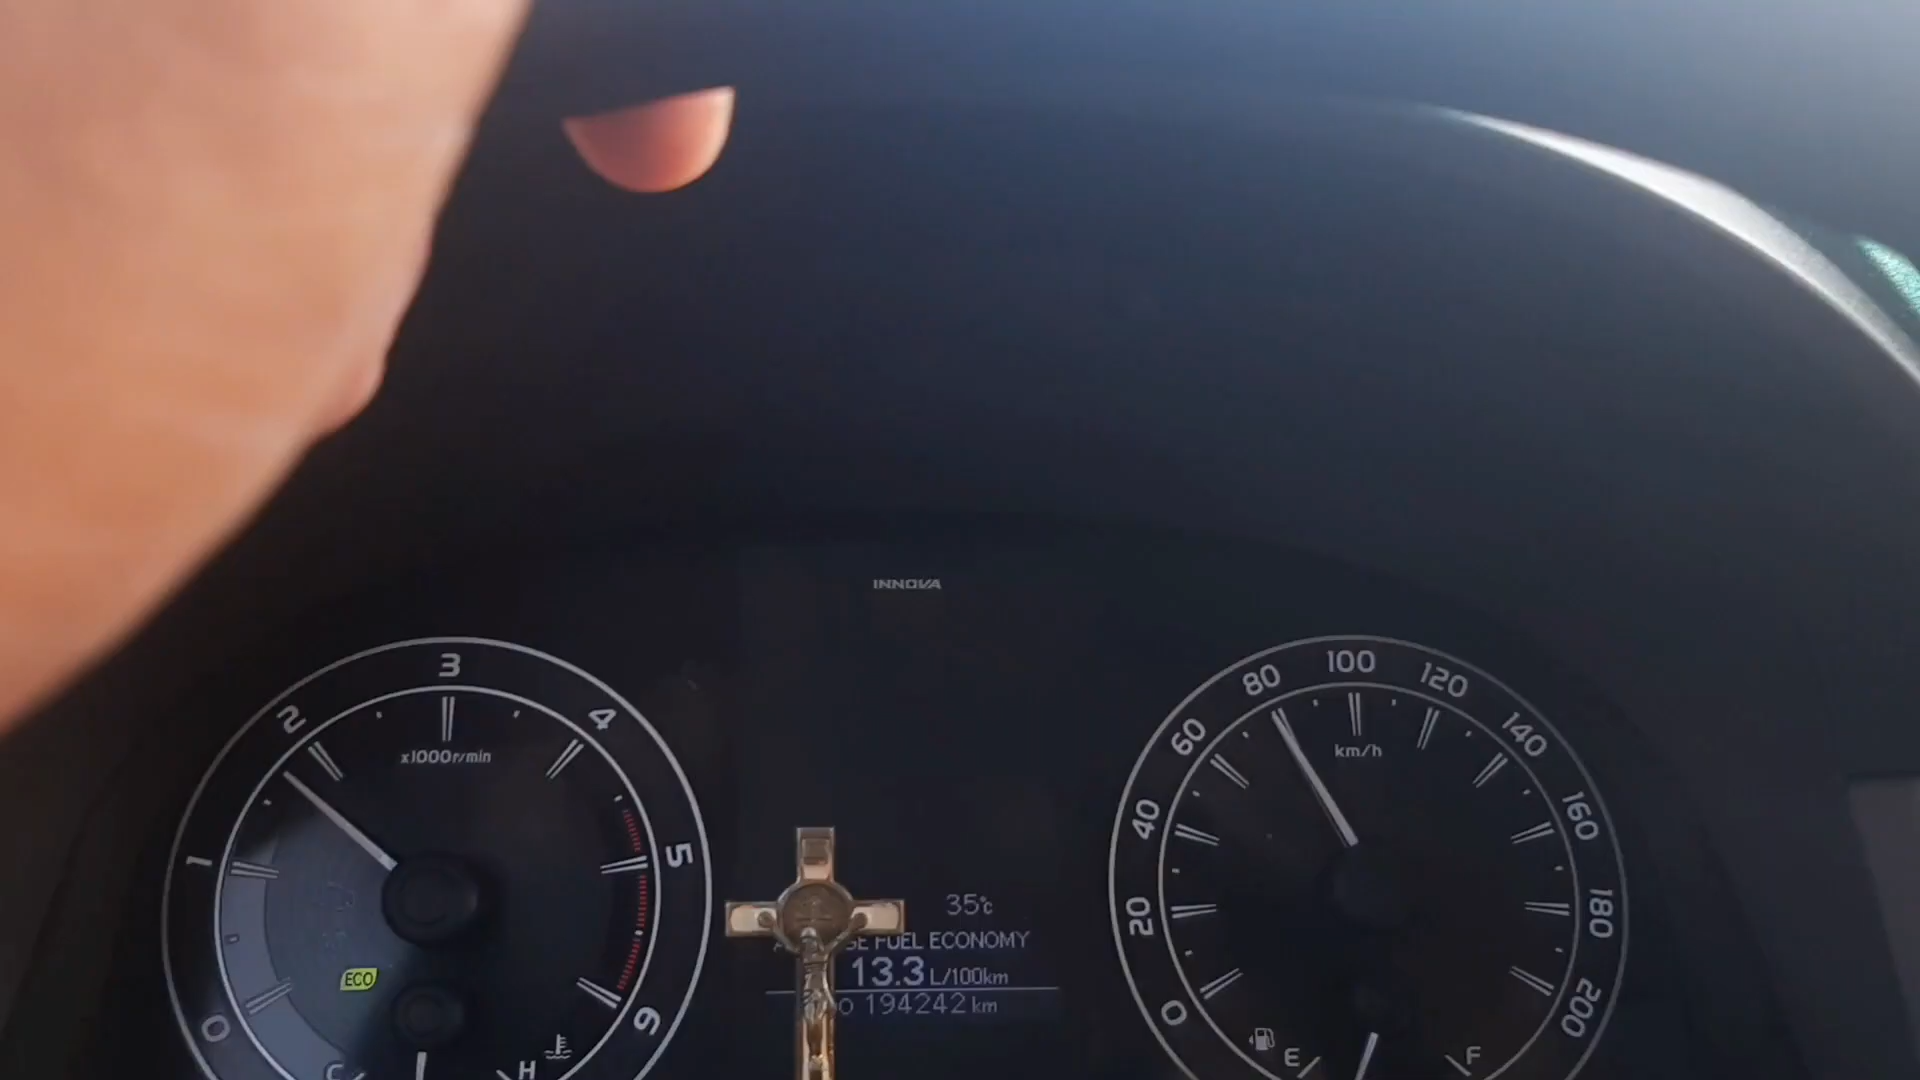 INNOVA
0 1 2 3 4 5 6
x1000r/min
ECO
C H
35°C
SE FUEL ECONOMY
13.3 L/100km
194242 km
0 20 40 60 80 100 120 140 160 180 200
km/h
E F